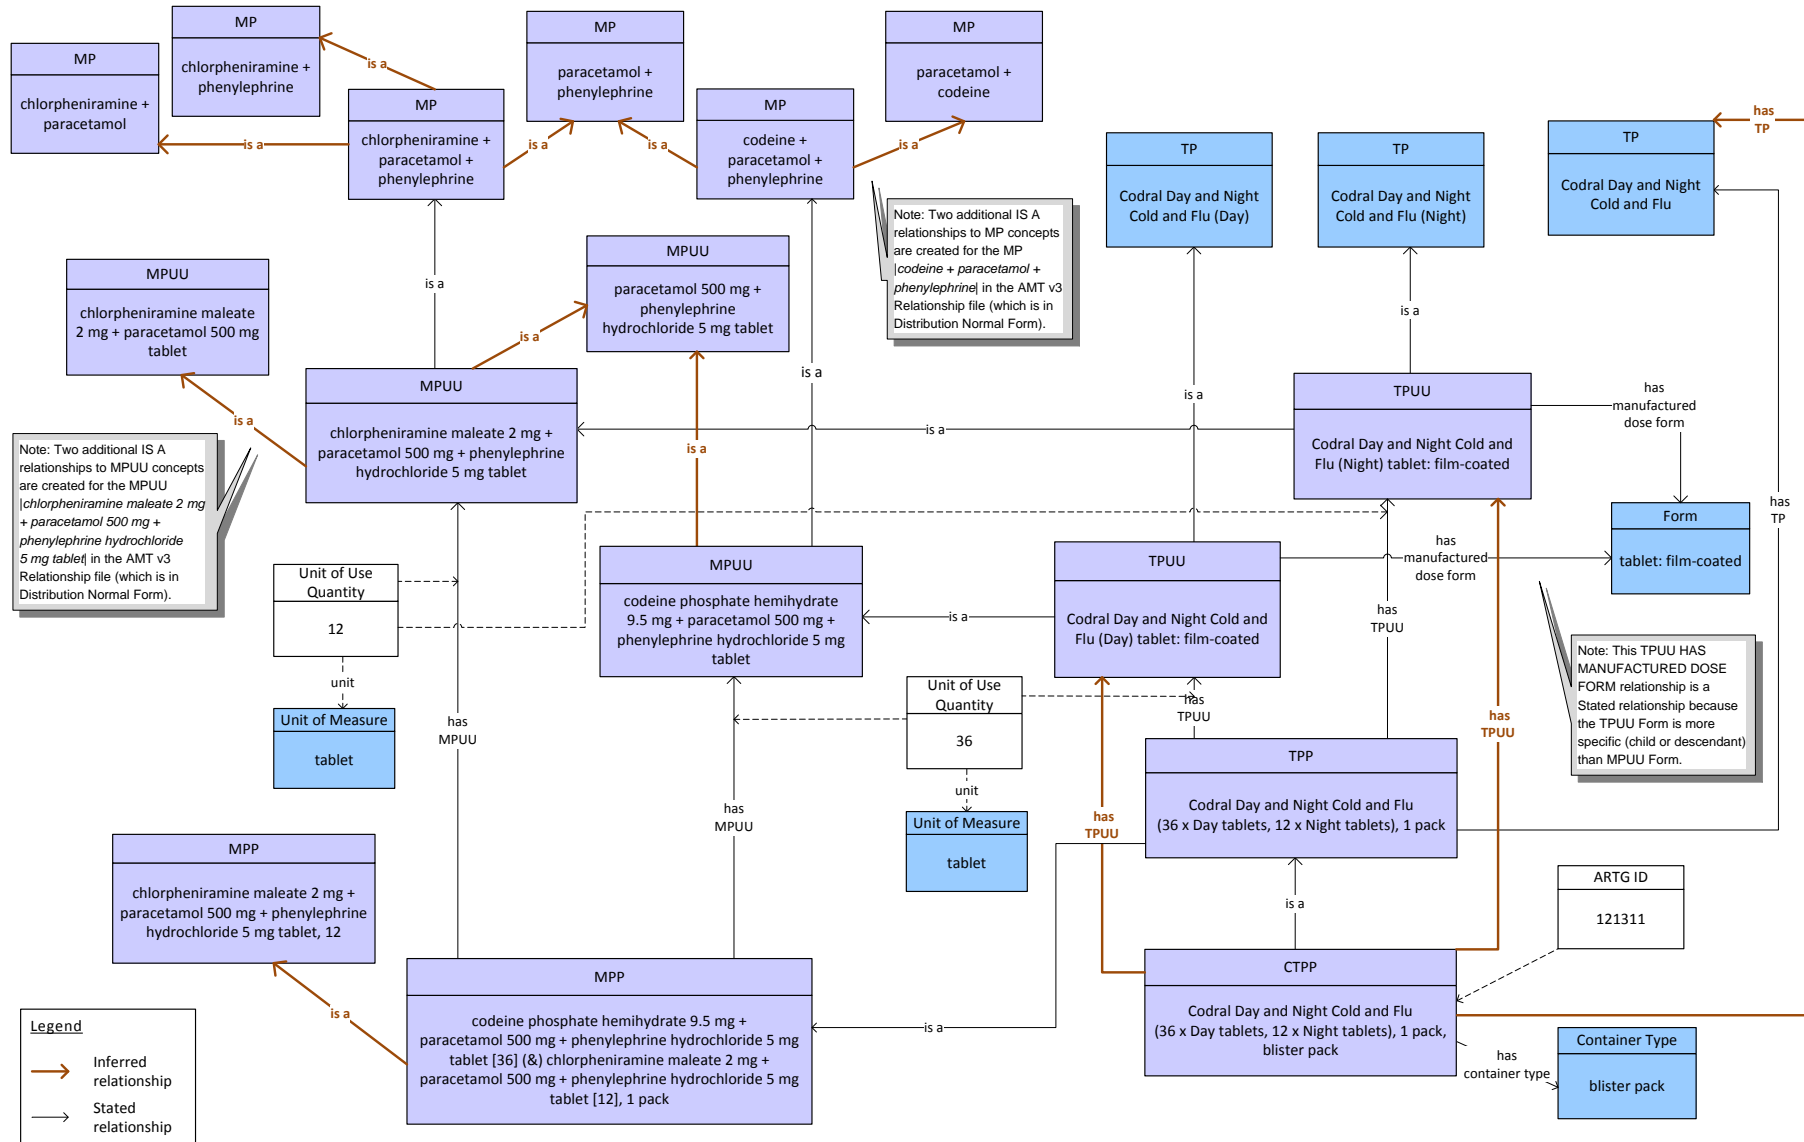 MP
chlorpheniramine +
paracetamol
MP
chlorpheniramine +
phenylephrine
MP
paracetamol +
phenylephrine
MP
paracetamol +
codeine
is a
is a
MP
chlorpheniramine +
paracetamol +
phenylephrine
is a
is a
MP
codeine +
paracetamol +
phenylephrine
is a
TP
Codral Day and Night
Cold and Flu (Day)
TP
Codral Day and Night
Cold and Flu (Night)
TP
Codral Day and Night
Cold and Flu
has
TP
Note: Two additional IS A
relationships to MP concepts
are created for the MP
|codeine + paracetamol +
phenylephrine| in the AMT v3
Relationship file (which is in
Distribution Normal Form).
MPUU
chlorpheniramine maleate
2 mg + paracetamol 500 mg
tablet
is a
MPUU
paracetamol 500 mg +
phenylephrine
hydrochloride 5 mg tablet
is a
is a
is a
is a
is a
MPUU
chlorpheniramine maleate 2 mg +
paracetamol 500 mg + phenylephrine
hydrochloride 5 mg tablet
is a
is a
is a
TPUU
Codral Day and Night Cold and
Flu (Night) tablet: film-coated
has
manufactured
dose form
Note: Two additional IS A
relationships to MPUU concepts
are created for the MPUU
|chlorpheniramine maleate 2 mg
+ paracetamol 500 mg +
phenylephrine hydrochloride
5 mg tablet| in the AMT v3
Relationship file (which is in
Distribution Normal Form).
has
TP
Form
tablet: film-coated
Unit of Use
Quantity
12
unit
Unit of Measure
tablet
MPUU
codeine phosphate hemihydrate
9.5 mg + paracetamol 500 mg +
phenylephrine hydrochloride 5 mg
tablet
is a
TPUU
Codral Day and Night Cold and
Flu (Day) tablet: film-coated
has
manufactured
dose form
has
TPUU
Note: This TPUU HAS
MANUFACTURED DOSE
FORM relationship is a
Stated relationship because
the TPUU Form is more
specific (child or descendant)
than MPUU Form.
Unit of Use
Quantity
36
unit
Unit of Measure
tablet
has
TPUU
has
MPUU
has
MPUU
has
TPUU
has
TPUU
TPP
Codral Day and Night Cold and Flu
(36 x Day tablets, 12 x Night tablets), 1 pack
MPP
chlorpheniramine maleate 2 mg +
paracetamol 500 mg + phenylephrine
hydrochloride 5 mg tablet, 12
is a
ARTG ID
121311
is a
MPP
codeine phosphate hemihydrate 9.5 mg +
paracetamol 500 mg + phenylephrine hydrochloride 5 mg
tablet [36] (&) chlorpheniramine maleate 2 mg +
paracetamol 500 mg + phenylephrine hydrochloride 5 mg
tablet [12], 1 pack
is a
CTPP
Codral Day and Night Cold and Flu
(36 x Day tablets, 12 x Night tablets), 1 pack,
blister pack
has
container type
Container Type
blister pack
Legend
Inferred
relationship
Stated
relationship